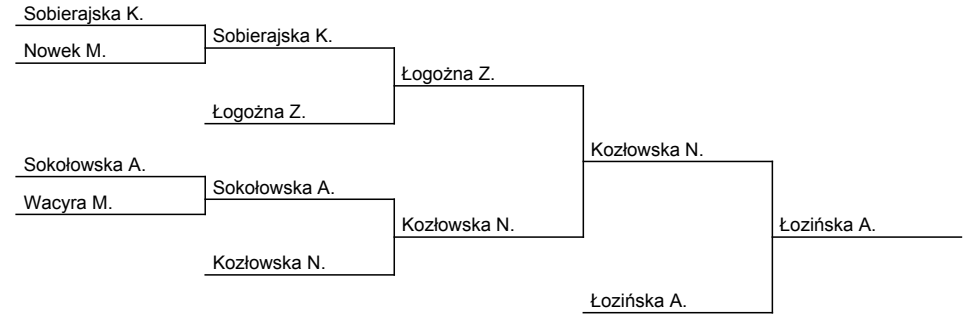 Sobierajska K.
Nowek M.
Sobierajska K.
Łogożna Z.
Łogożna Z.
Sokołowska A.
Wacyra M.
Sokołowska A.
Kozłowska N.
Kozłowska N.
Kozłowska N.
Łozińska A.
Łozińska A.